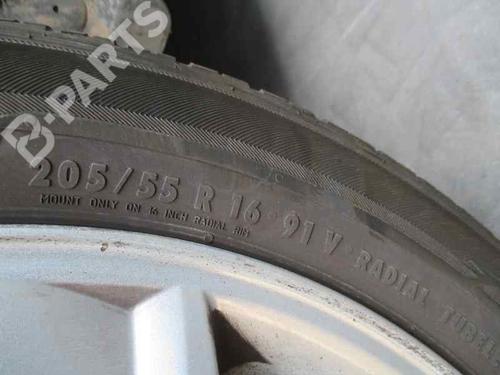 B-PARTS
205/55 R 16 91 V RADIAL
MOUNT ONLY ON 16 INCH RADIAL RIM